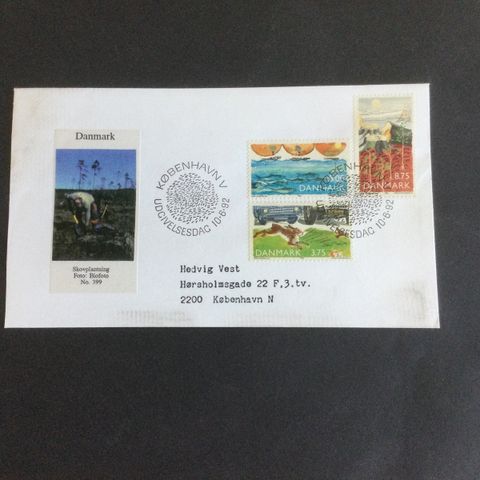 Danmark
Skovplantning
Foto: Biofoto
No. 399
KØBENHAVN V
UDGIVELSESDAG 10-6-92
DANMARK
DANMARK 3.75
8.75
DANMARK
UDGIVELSESDAG 10-6-92
Hedvig Vest
Hørsholmsgade 22 F,3.tv.
2200 København N